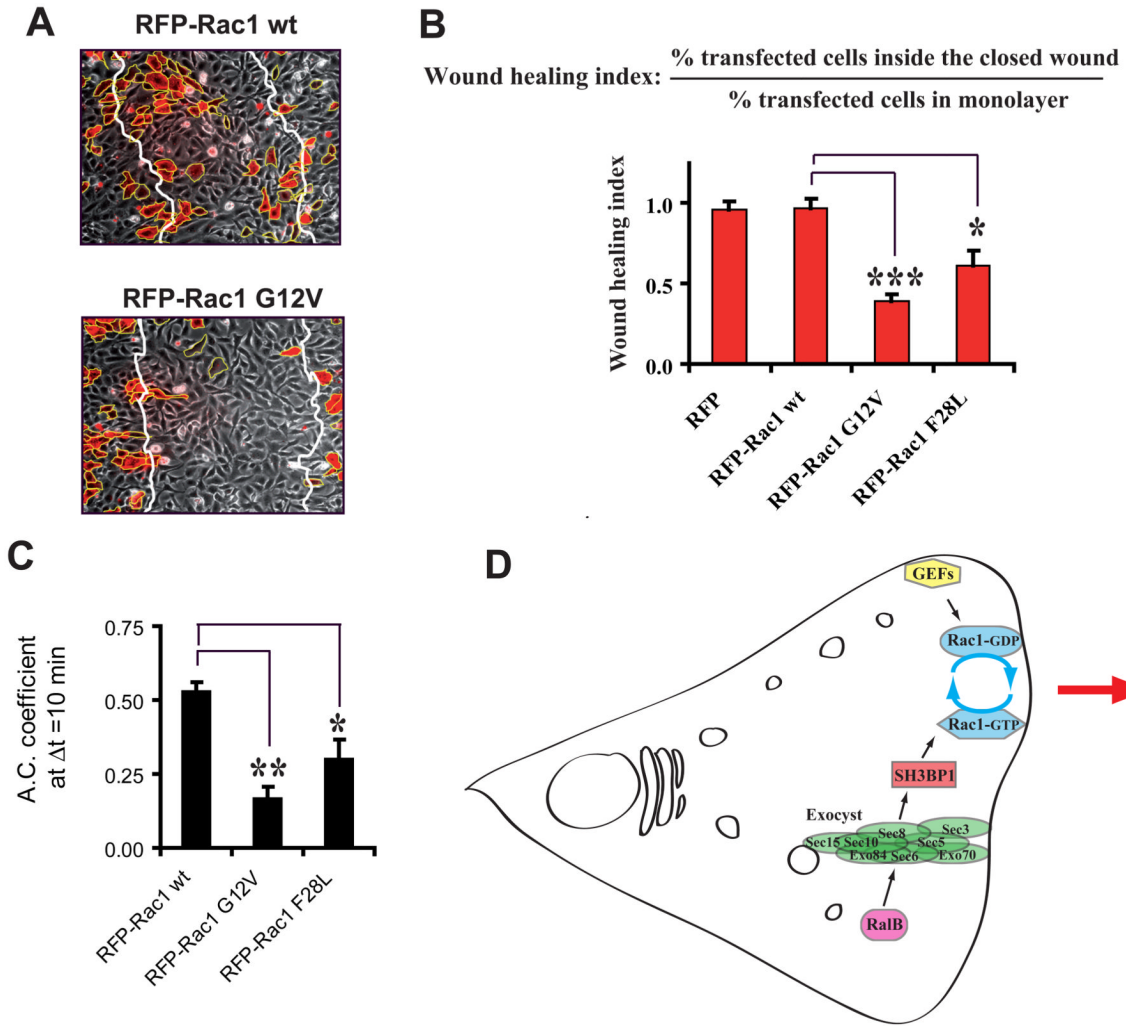 A
RFP-Rac1 wt
RFP-Rac1 G12V
B
Wound healing index:
% transfected cells inside the closed wound
% transfected cells in monolayer
Wound healing index
1.0
0.5
0.0
***
*
RFP
RFP-Rac1 wt
RFP-Rac1 G12V
RFP-Rac1 F28L
C
A.C. coefficient
at Δt =10 min
0.75
0.50
0.25
0.00
**
*
RFP-Rac1 wt
RFP-Rac1 G12V
RFP-Rac1 F28L
D
GEFs
Rac1-GDP
Rac1-GTP
SH3BP1
Exocyst
Sec8
Sec3
Sec15
Sec10
Sec5
Exo84
Sec6
Exo70
RalB